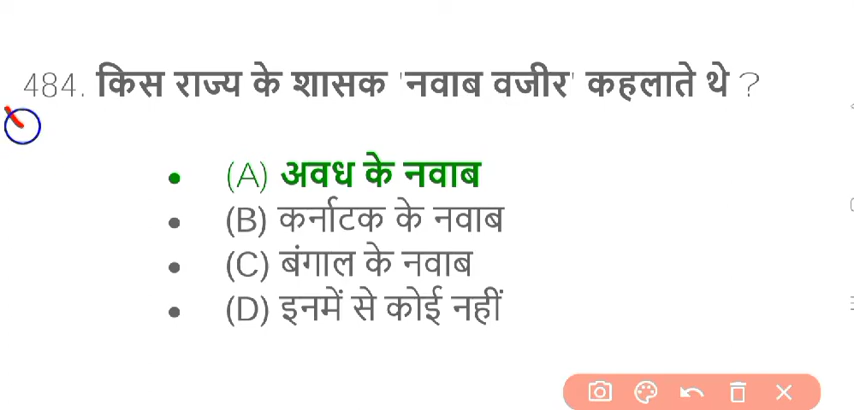 484. किस राज्य के शासक 'नवाब वजीर' कहलाते थे ?
• (A) अवध के नवाब
• (B) कर्नाटक के नवाब
• (C) बंगाल के नवाब
• (D) इनमें से कोई नहीं